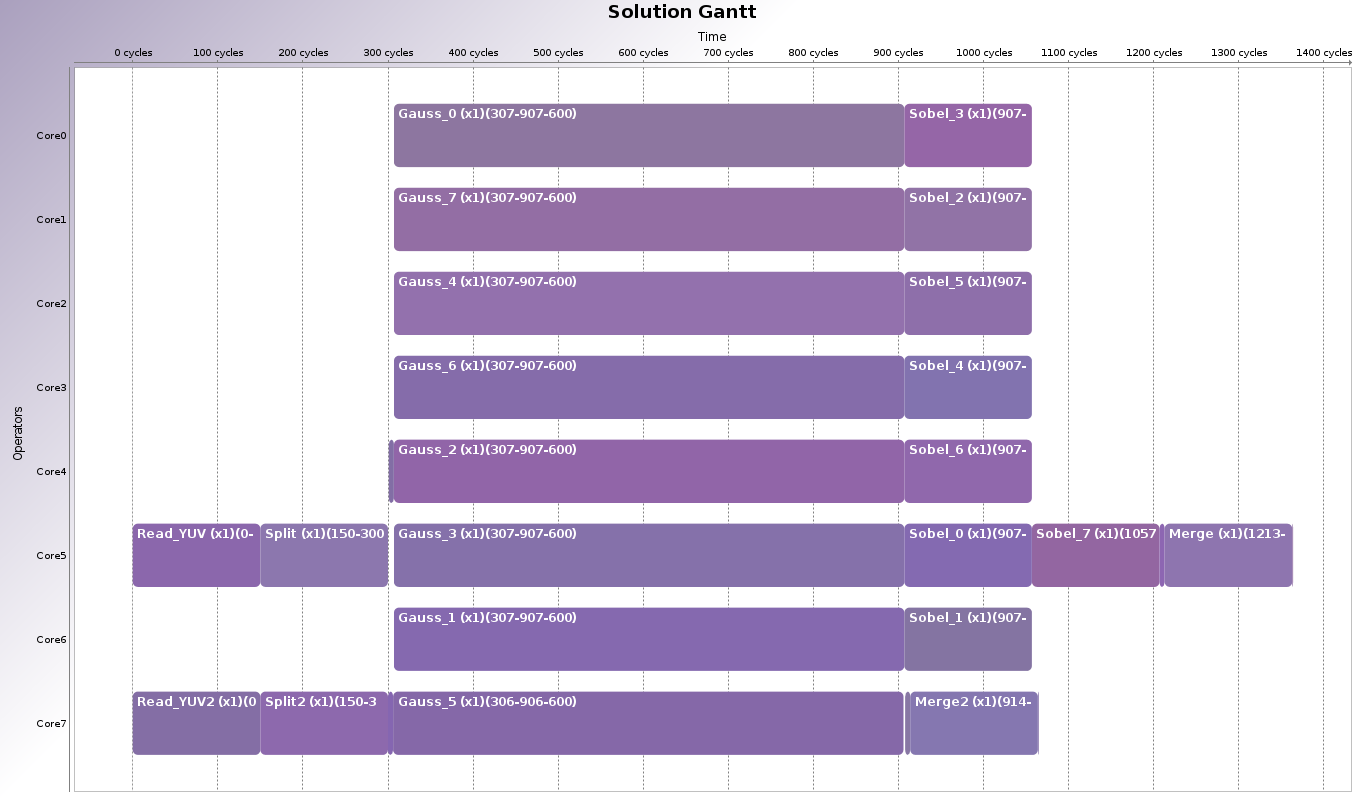 Solution Gantt
Time
0 cycles 100 cycles 200 cycles 300 cycles 400 cycles 500 cycles 600 cycles 700 cycles 800 cycles 900 cycles 1000 cycles 1100 cycles 1200 cycles 1300 cycles 1400 cycles
Operators
Core0
Gauss_0 (x1)(307-907-600) Sobel_3 (x1)(907-
Core1
Gauss_7 (x1)(307-907-600) Sobel_2 (x1)(907-
Core2
Gauss_4 (x1)(307-907-600) Sobel_5 (x1)(907-
Core3
Gauss_6 (x1)(307-907-600) Sobel_4 (x1)(907-
Core4
Gauss_2 (x1)(307-907-600) Sobel_6 (x1)(907-
Core5
Read_YUV (x1)(0- Split (x1)(150-300 Gauss_3 (x1)(307-907-600) Sobel_0 (x1)(907- Sobel_7 (x1)(1057 Merge (x1)(1213-
Core6
Gauss_1 (x1)(307-907-600) Sobel_1 (x1)(907-
Core7
Read_YUV2 (x1)(0 Split2 (x1)(150-3 Gauss_5 (x1)(306-906-600) Merge2 (x1)(914-